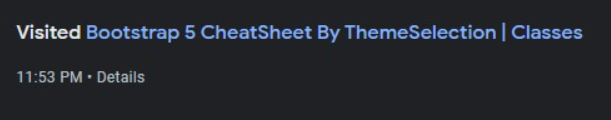 Visited Bootstrap 5 CheatSheet By ThemeSelection | Classes
11:53 PM • Details